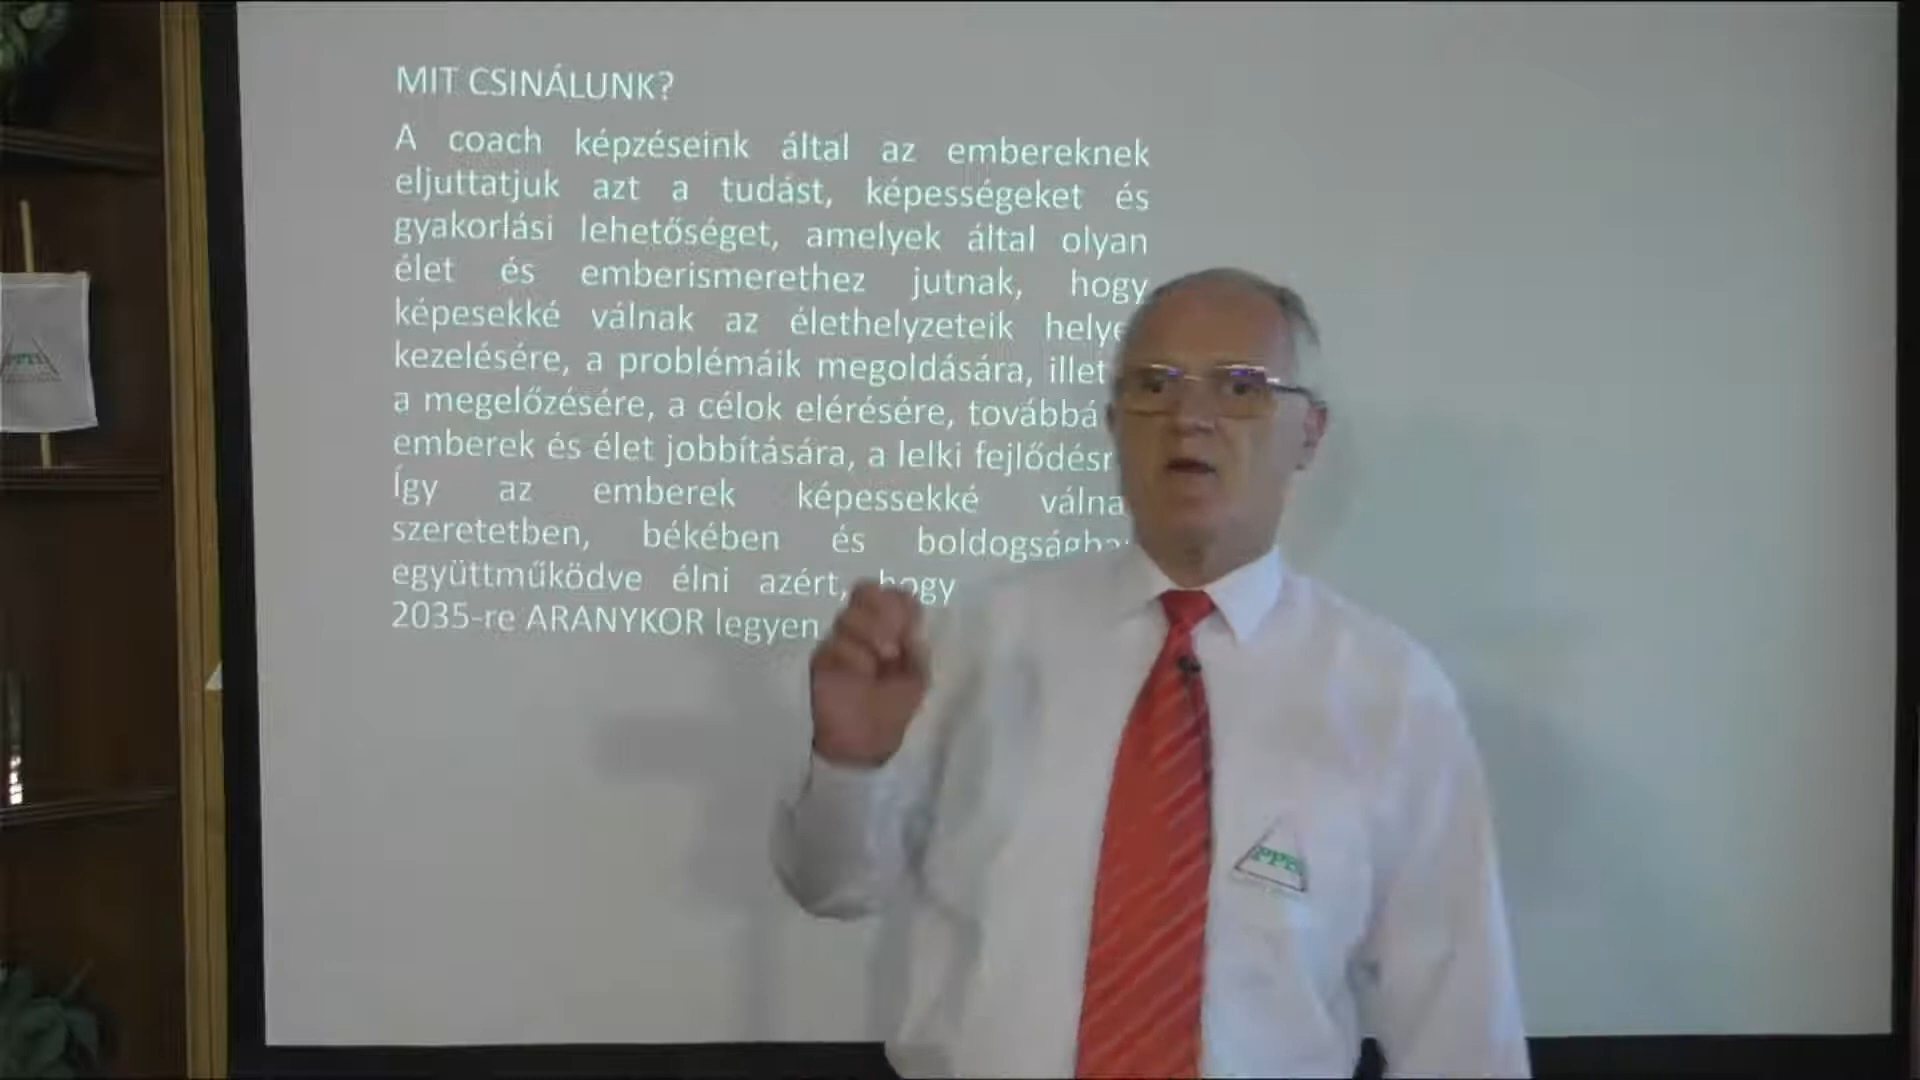 MIT CSINÁLUNK?
A coach képzéseink által az embereknek
eljuttatjuk azt a tudást, képességeket és
gyakorlási lehetőséget, amelyek által olyan
élet és emberismerethez jutnak, hogy
képesekké válnak az élethelyzeteik
kezelésére, a problémáik megoldására,
a megelőzésére, a célok elérésére, továbbá
emberek és élet jobbítására, a lelki
Így az emberek képessekké
szeretetben, békében és
együttműködve élni azért, hogy
2035-re ARANYKOR legyen